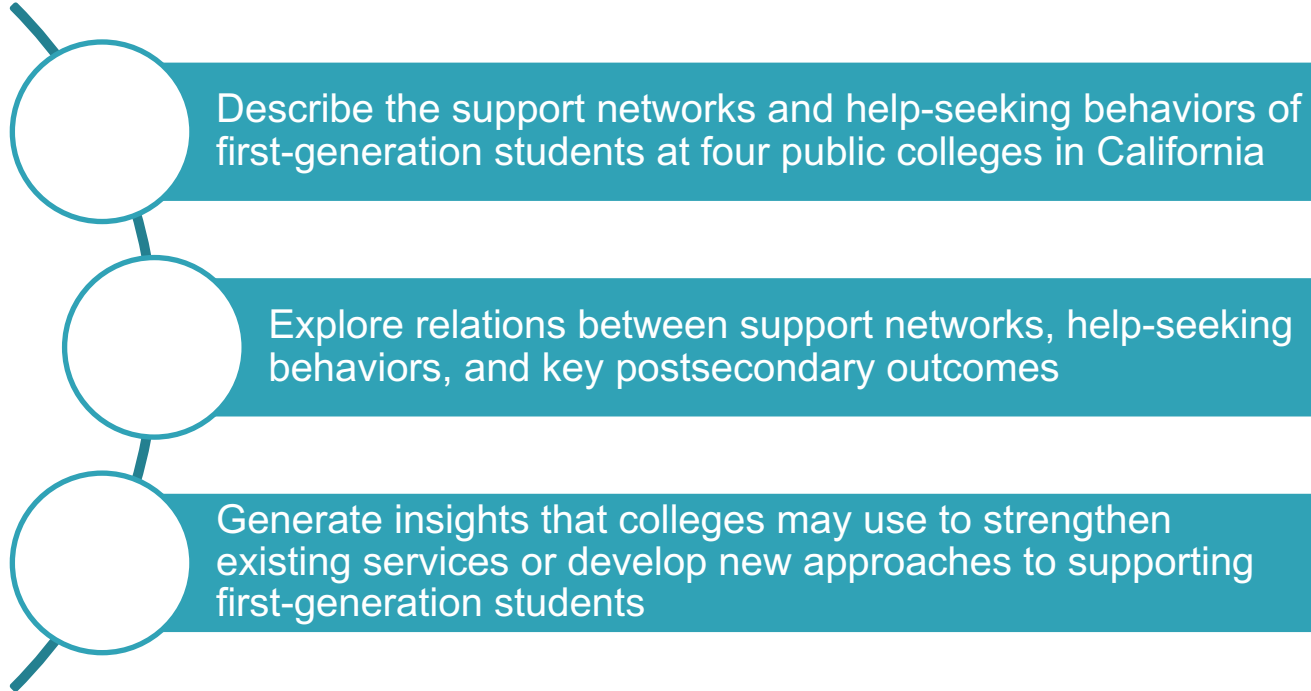 Describe the support networks and help-seeking behaviors of
first-generation students at four public colleges in California
Explore relations between support networks, help-seeking
behaviors, and key postsecondary outcomes
Generate insights that colleges may use to strengthen
existing services or develop new approaches to supporting
first-generation students